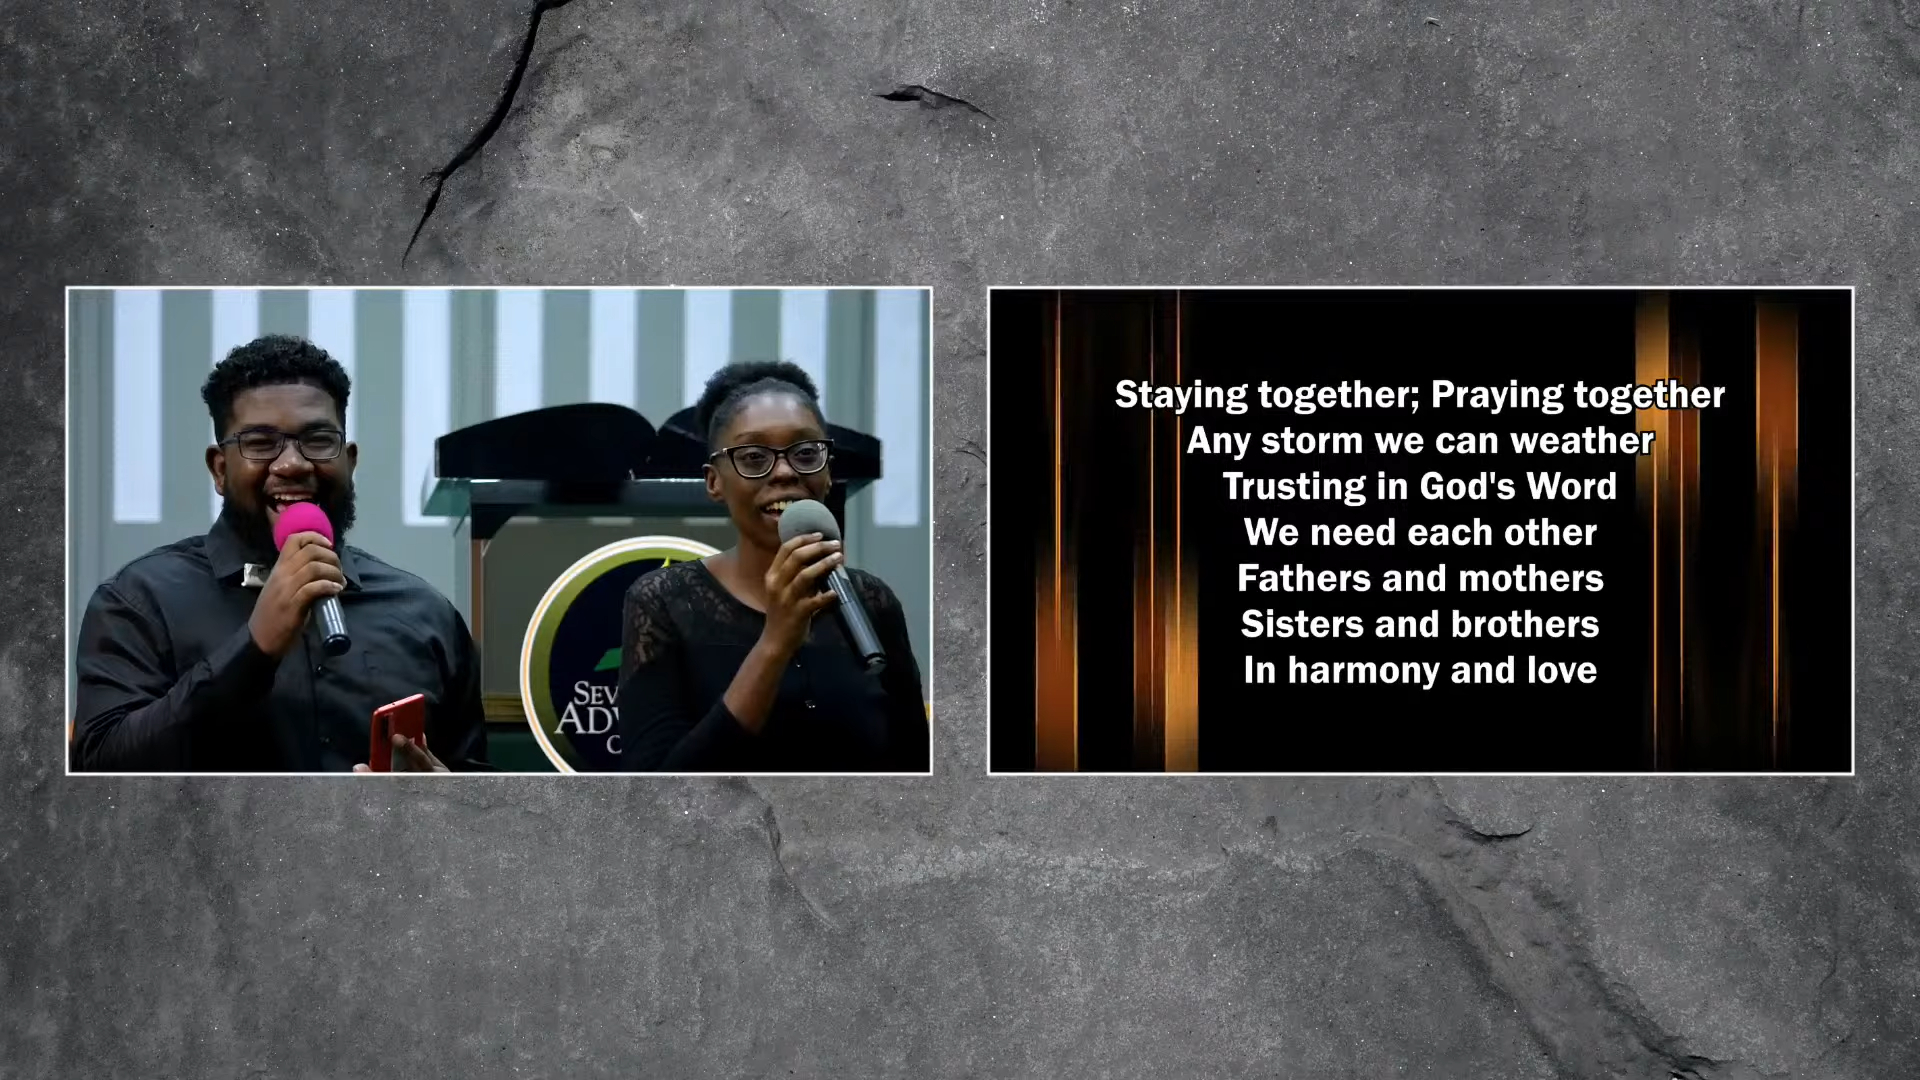 Staying together; Praying together
Any storm we can weather
Trusting in God's Word
We need each other
Fathers and mothers
Sisters and brothers
In harmony and love